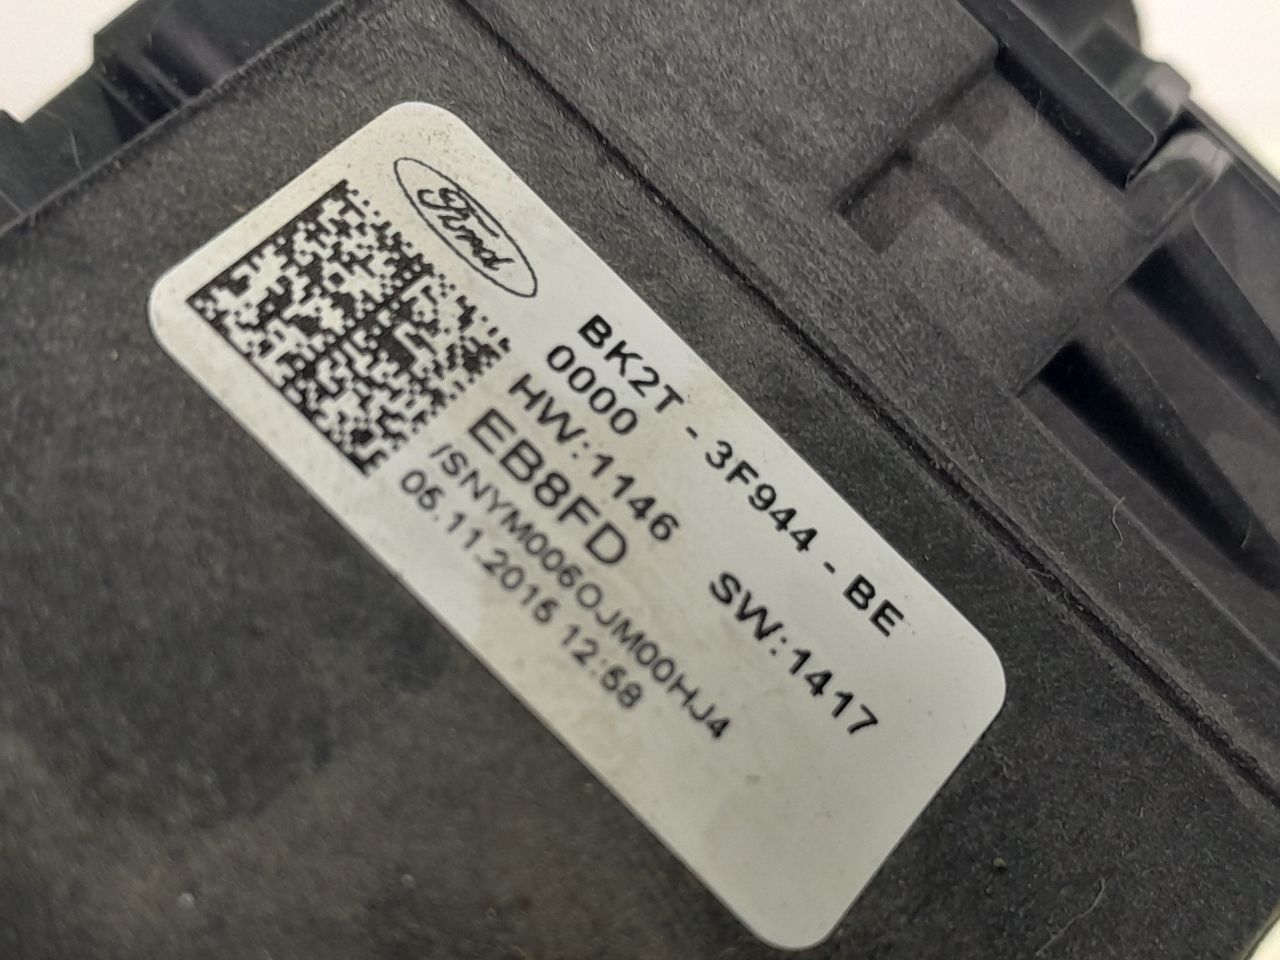 Ford
BK2T - 3F944 - BE
0000
HW:1146 SW:1417
EB8FD
/SNYM006OJM00HJ4
05.11.2015 12:58